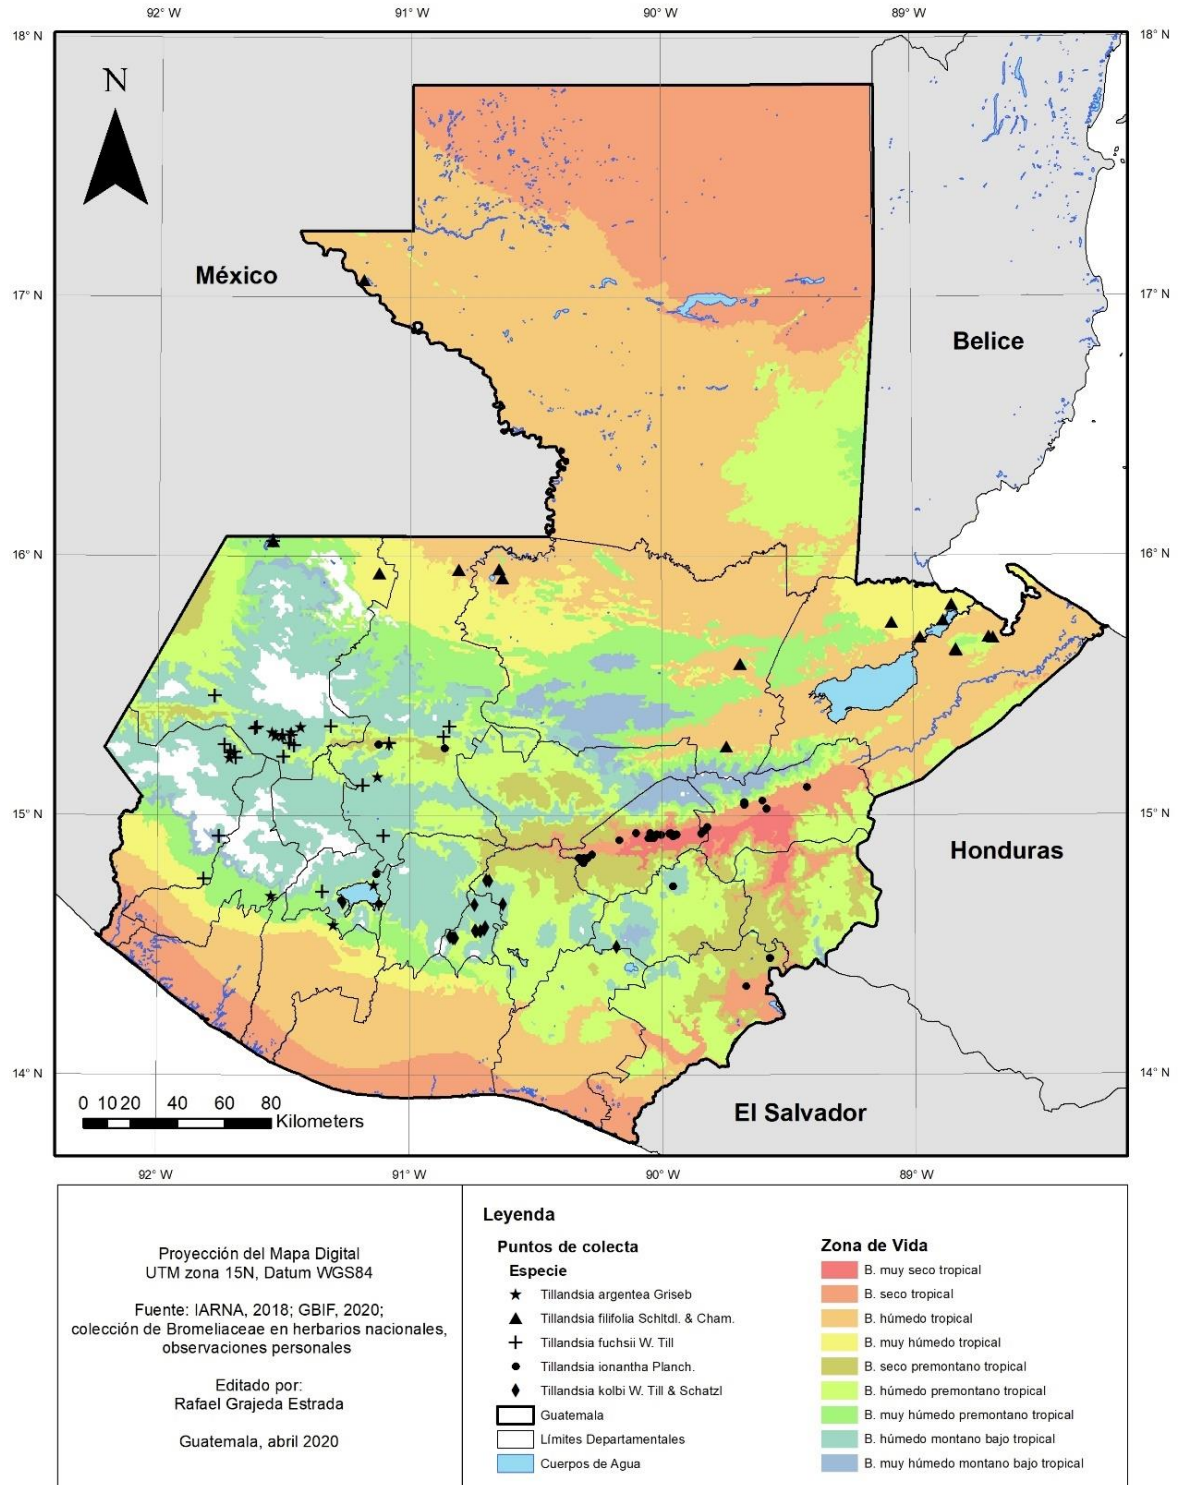 92° W 91° W 90° W 89° W
18° N 18° N
N
México
17° N 17° N
Belice
16° N 16° N
15° N 15° N
Honduras
14° N 14° N
0 10 20 40 60 80
Kilometers
El Salvador
92° W 91° W 90° W 89° W
Proyección del Mapa Digital
UTM zona 15N, Datum WGS84
Fuente: IARNA, 2018; GBIF, 2020;
colección de Bromeliaceae en herbarios nacionales,
observaciones personales
Editado por:
Rafael Grajeda Estrada
Guatemala, abril 2020
Leyenda
Puntos de colecta
Especie
Tillandsia argentea Griseb
Tillandsia filifolia Schltdl. & Cham.
Tillandsia fuchsii W. Till
Tillandsia ionantha Planch.
Tillandsia kolbi W. Till & Schatzl
Guatemala
Límites Departamentales
Cuerpos de Agua
Zona de Vida
B. muy seco tropical
B. seco tropical
B. húmedo tropical
B. muy húmedo tropical
B. seco premontano tropical
B. húmedo premontano tropical
B. muy húmedo premontano tropical
B. húmedo montano bajo tropical
B. muy húmedo montano bajo tropical